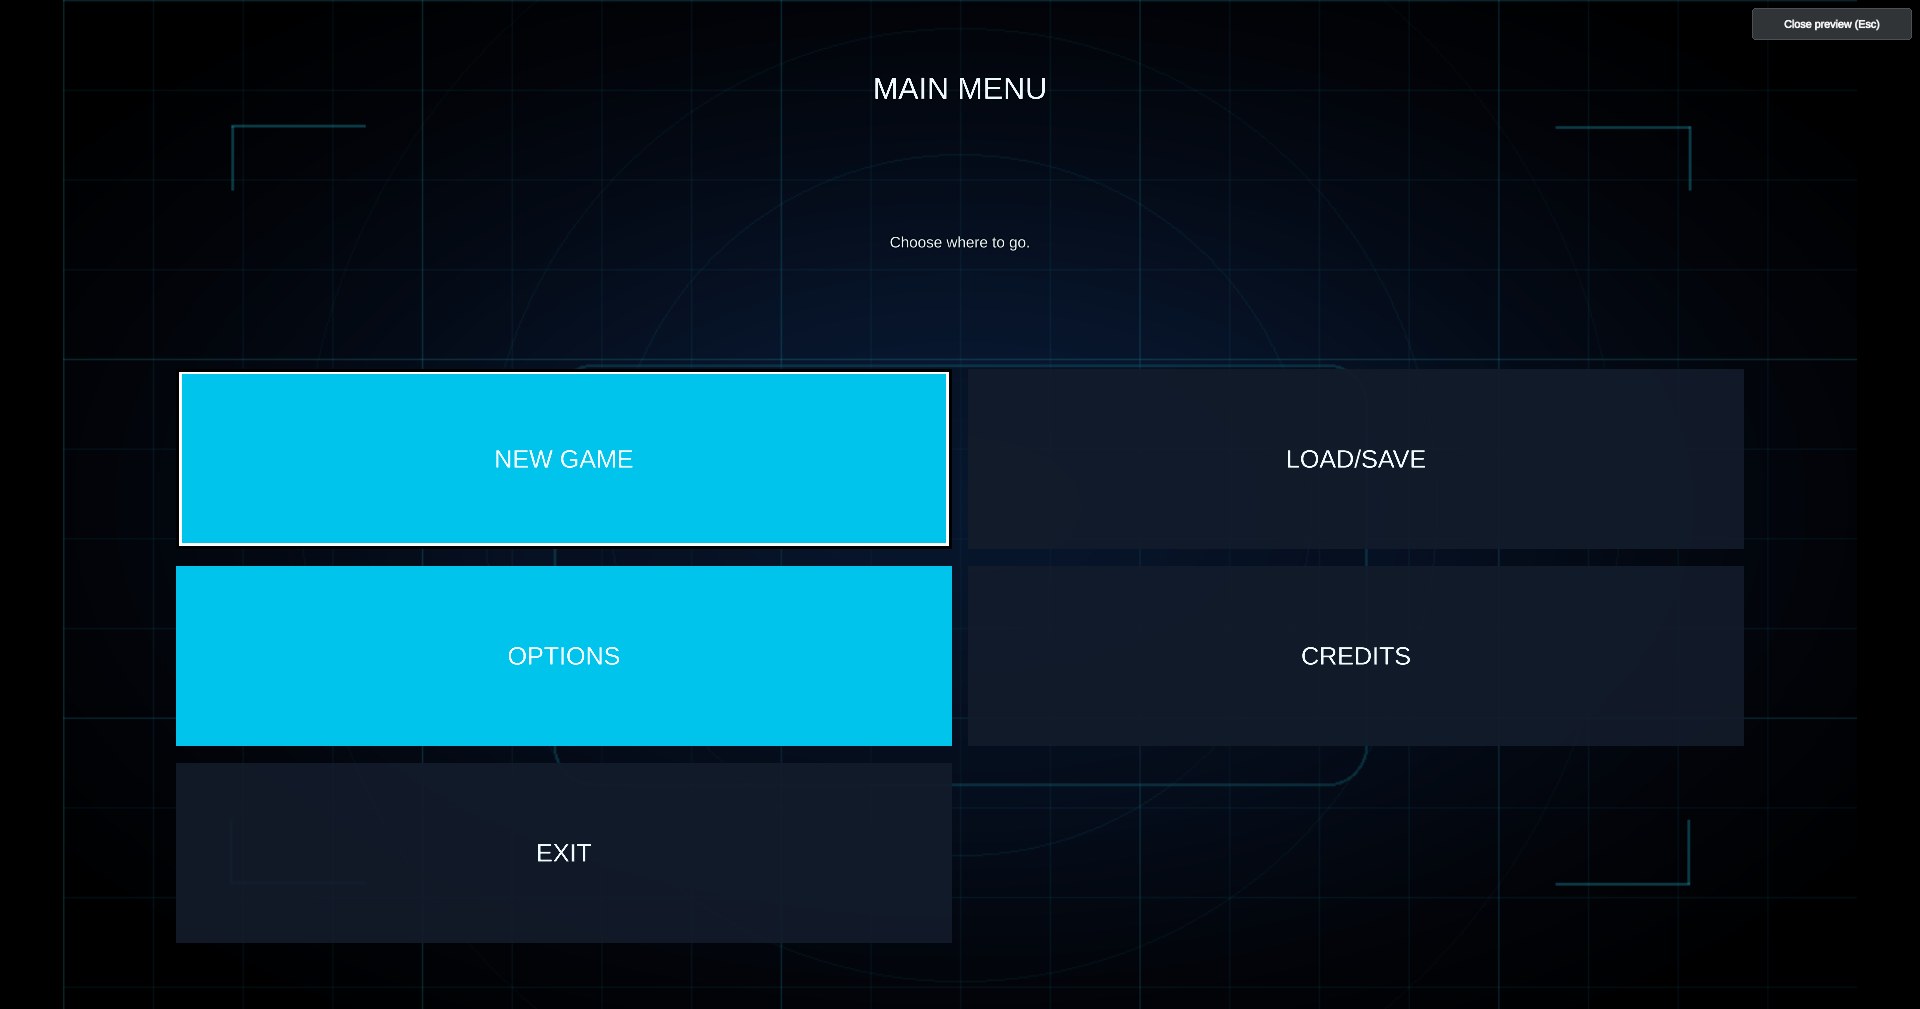 Close preview (Esc)
MAIN MENU
Choose where to go.
NEW GAME
LOAD/SAVE
OPTIONS
CREDITS
EXIT